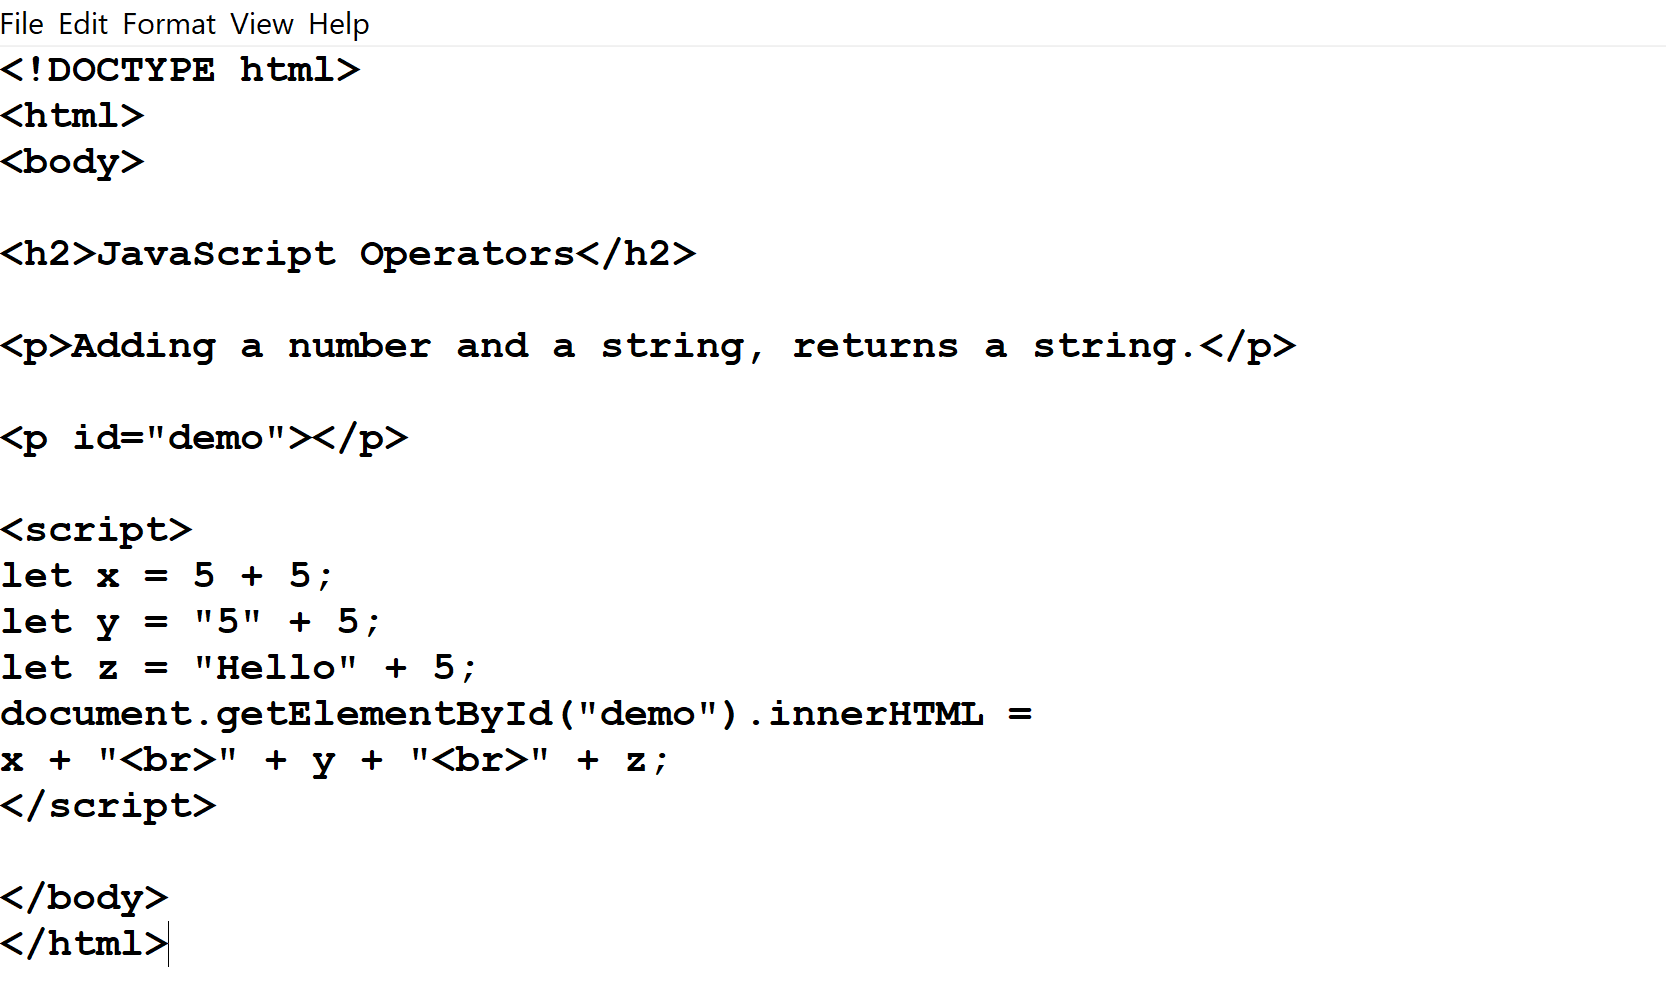 File Edit Format View Help
<!DOCTYPE html>
<html>
<body>
<h2>JavaScript Operators</h2>
<p>Adding a number and a string, returns a string.</p>
<p id="demo"></p>
<script>
let x = 5 + 5;
let y = "5" + 5;
let z = "Hello" + 5;
document.getElementById("demo").innerHTML =
x + "<br>" + y + "<br>" + z;
</script>
</body>
</html>